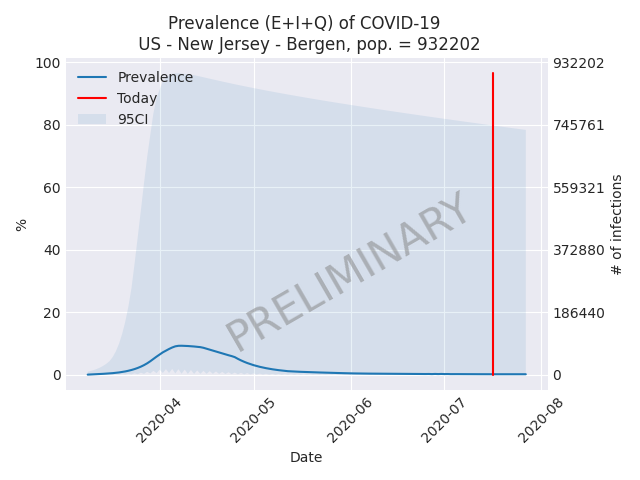 Prevalence (E+I+Q) of COVID-19
US - New Jersey - Bergen, pop. = 932202
Prevalence
Today
95CI
100
80
60
40
20
0
%
932202
745761
559321
372880
186440
0
# of infections
PRELIMINARY
2020-04
2020-05
2020-06
2020-07
2020-08
Date